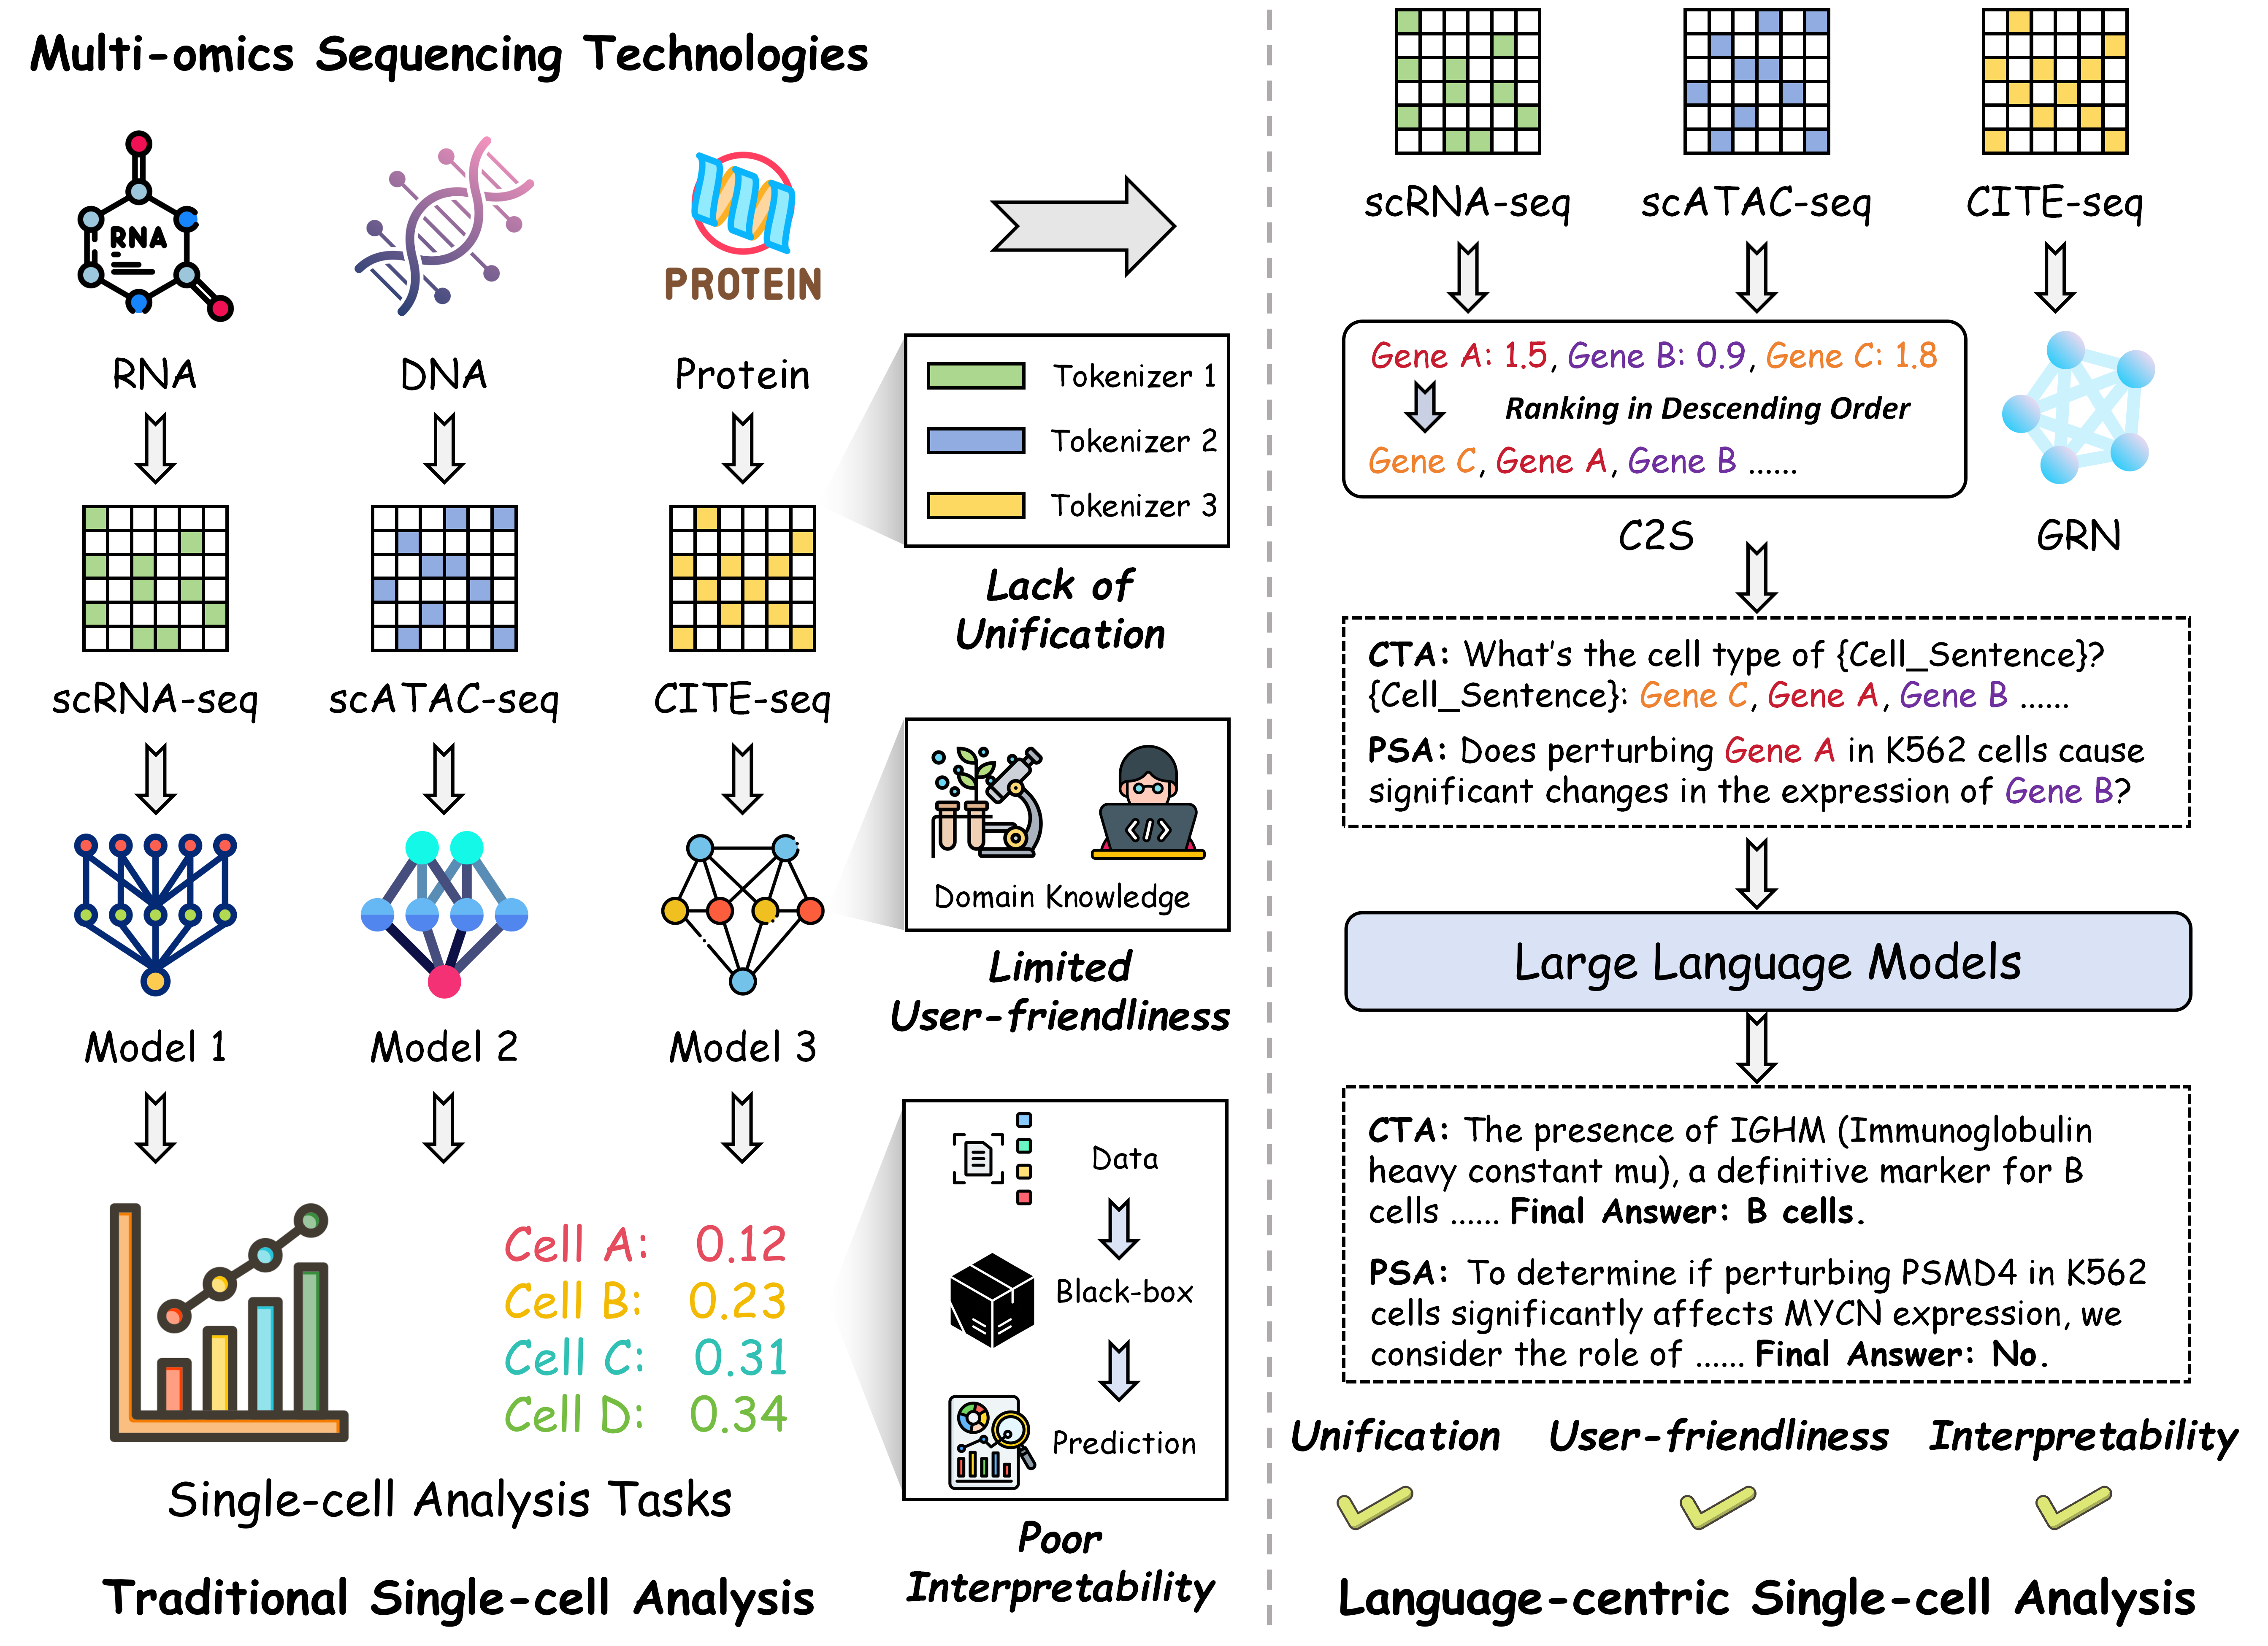 Multi-omics Sequencing Technologies
RNA
PROTEIN
RNA
DNA
Protein
Tokenizer 1
Tokenizer 2
Tokenizer 3
Lack of
Unification
scRNA-seq
scATAC-seq
CITE-seq
Domain Knowledge
Limited
User-friendliness
Model 1
Model 2
Model 3
Data
Black-box
Prediction
Poor
Interpretability
Cell A: 0.12
Cell B: 0.23
Cell C: 0.31
Cell D: 0.34
Single-cell Analysis Tasks
Traditional Single-cell Analysis
scRNA-seq
scATAC-seq
CITE-seq
Gene A: 1.5, Gene B: 0.9, Gene C: 1.8
Ranking in Descending Order
Gene C, Gene A, Gene B ......
C2S
GRN
CTA: What's the cell type of {Cell_Sentence}?
{Cell_Sentence}: Gene C, Gene A, Gene B ......
PSA: Does perturbing Gene A in K562 cells cause
significant changes in the expression of Gene B?
Large Language Models
CTA: The presence of IGHM (Immunoglobulin
heavy constant mu), a definitive marker for B
cells ...... Final Answer: B cells.
PSA: To determine if perturbing PSMD4 in K562
cells significantly affects MYCN expression, we
consider the role of ...... Final Answer: No.
Unification
User-friendliness
Interpretability
Language-centric Single-cell Analysis